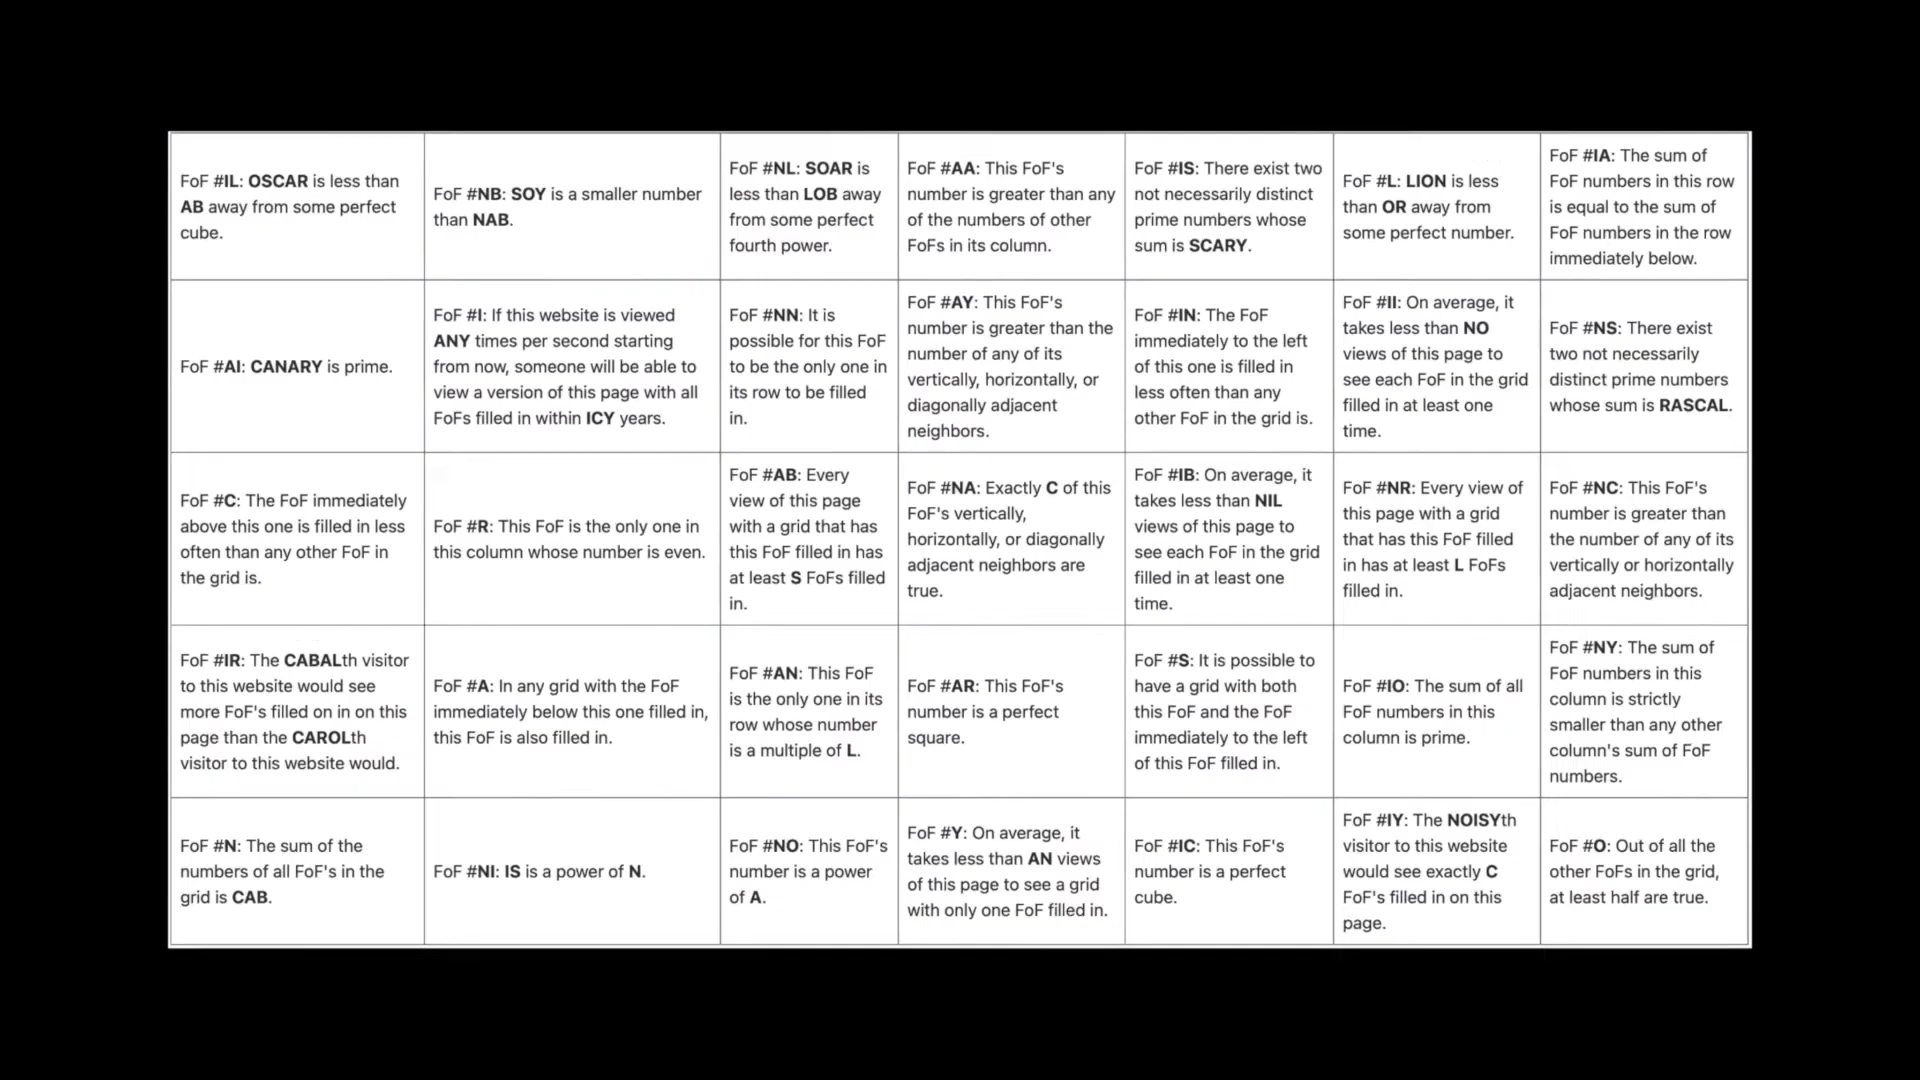 FoF #IL: OSCAR is less than
AB away from some perfect
cube.
FoF #NB: SOY is a smaller number
than NAB.
FoF #NL: SOAR is
less than LOB away
from some perfect
fourth power.
FoF #AA: This FoF's
number is greater than any
of the numbers of other
FoFs in its column.
FoF #IS: There exist two
not necessarily distinct
prime numbers whose
sum is SCARY.
FoF #L: LION is less
than OR away from
some perfect number.
FoF #IA: The sum of
FoF numbers in this row
is equal to the sum of
FoF numbers in the row
immediately below.
FoF #AI: CANARY is prime.
FoF #I: If this website is viewed
ANY times per second starting
from now, someone will be able to
view a version of this page with all
FoFs filled in within ICY years.
FoF #NN: It is
possible for this FoF
to be the only one in
its row to be filled
in.
FoF #AY: This FoF's
number is greater than the
number of any of its
vertically, horizontally, or
diagonally adjacent
neighbors.
FoF #IN: The FoF
immediately to the left
of this one is filled in
less often than any
other FoF in the grid is.
FoF #II: On average, it
takes less than NO
views of this page to
see each FoF in the grid
filled in at least one
time.
FoF #NS: There exist
two not necessarily
distinct prime numbers
whose sum is RASCAL.
FoF #C: The FoF immediately
above this one is filled in less
often than any other FoF in
the grid is.
FoF #R: This FoF is the only one in
this column whose number is even.
FoF #AB: Every
view of this page
with a grid that has
this FoF filled in has
at least S FoFs filled
in.
FoF #NA: Exactly C of this
FoF's vertically,
horizontally, or diagonally
adjacent neighbors are
true.
FoF #IB: On average, it
takes less than NIL
views of this page to
see each FoF in the grid
filled in at least one
time.
FoF #NR: Every view of
this page with a grid
that has this FoF filled
in has at least L FoFs
filled in.
FoF #NC: This FoF's
number is greater than
the number of any of its
vertically or horizontally
adjacent neighbors.
FoF #IR: The CABALth visitor
to this website would see
more FoF's filled on in on this
page than the CAROLth
visitor to this website would.
FoF #A: In any grid with the FoF
immediately below this one filled in,
this FoF is also filled in.
FoF #AN: This FoF
is the only one in its
row whose number
is a multiple of L.
FoF #AR: This FoF's
number is a perfect
square.
FoF #S: It is possible to
have a grid with both
this FoF and the FoF
immediately to the left
of this FoF filled in.
FoF #IO: The sum of all
FoF numbers in this
column is prime.
FoF #NY: The sum of
FoF numbers in this
column is strictly
smaller than any other
column's sum of FoF
numbers.
FoF #N: The sum of the
numbers of all FoF's in the
grid is CAB.
FoF #NI: IS is a power of N.
FoF #NO: This FoF's
number is a power
of A.
FoF #Y: On average, it
takes less than AN views
of this page to see a grid
with only one FoF filled in.
FoF #IC: This FoF's
number is a perfect
cube.
FoF #IY: The NOISYth
visitor to this website
would see exactly C
FoF's filled in on this
page.
FoF #O: Out of all the
other FoFs in the grid,
at least half are true.